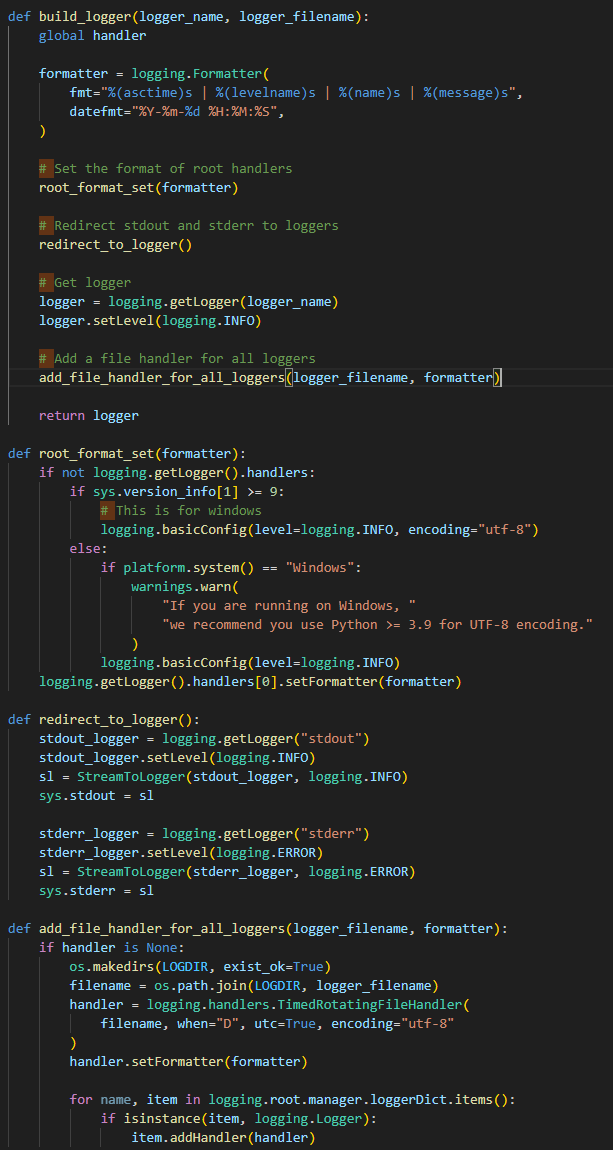 def build_logger(logger_name, logger_filename):
    global handler

    formatter = logging.Formatter(
        fmt="%(asctime)s | %(levelname)s | %(name)s | %(message)s",
        datefmt="%Y-%m-%d %H:%M:%S",
    )

    # Set the format of root handlers
    root_format_set(formatter)

    # Redirect stdout and stderr to loggers
    redirect_to_logger()

    # Get logger
    logger = logging.getLogger(logger_name)
    logger.setLevel(logging.INFO)

    # Add a file handler for all loggers
    add_file_handler_for_all_loggers(logger_filename, formatter)

    return logger

def root_format_set(formatter):
    if not logging.getLogger().handlers:
        if sys.version_info[1] >= 9:
            # This is for windows
            logging.basicConfig(level=logging.INFO, encoding="utf-8")
        else:
            if platform.system() == "Windows":
                warnings.warn(
                    "If you are running on Windows, "
                    "we recommend you use Python >= 3.9 for UTF-8 encoding."
                )
            logging.basicConfig(level=logging.INFO)
    logging.getLogger().handlers[0].setFormatter(formatter)

def redirect_to_logger():
    stdout_logger = logging.getLogger("stdout")
    stdout_logger.setLevel(logging.INFO)
    sl = StreamToLogger(stdout_logger, logging.INFO)
    sys.stdout = sl

    stderr_logger = logging.getLogger("stderr")
    stderr_logger.setLevel(logging.ERROR)
    sl = StreamToLogger(stderr_logger, logging.ERROR)
    sys.stderr = sl

def add_file_handler_for_all_loggers(logger_filename, formatter):
    if handler is None:
        os.makedirs(LOGDIR, exist_ok=True)
        filename = os.path.join(LOGDIR, logger_filename)
        handler = logging.handlers.TimedRotatingFileHandler(
            filename, when="D", utc=True, encoding="utf-8"
        )
        handler.setFormatter(formatter)

        for name, item in logging.root.manager.loggerDict.items():
            if isinstance(item, logging.Logger):
                item.addHandler(handler)